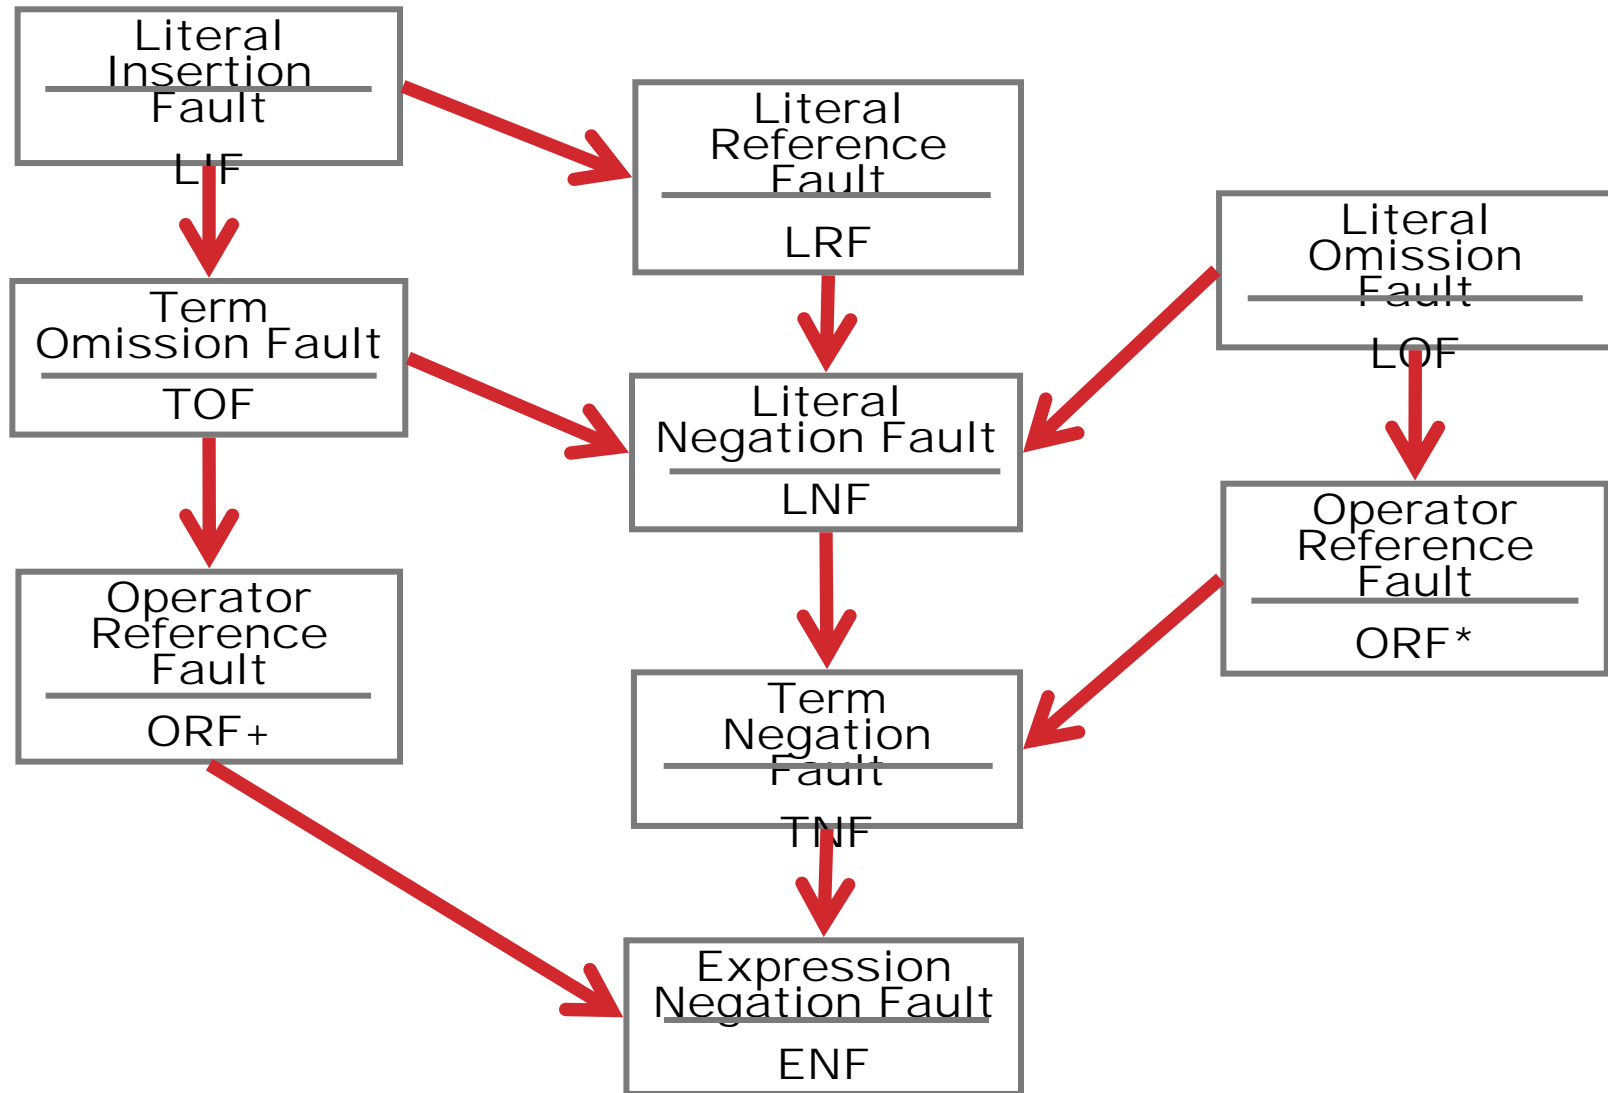 Literal
Insertion
Fault
LIF
Literal
Reference
Fault
LRF
Literal
Omission
Fault
LOF
Term
Omission Fault
TOF
Literal
Negation Fault
LNF
Operator
Reference
Fault
ORF*
Operator
Reference
Fault
ORF+
Term
Negation
Fault
TNF
Expression
Negation Fault
ENF